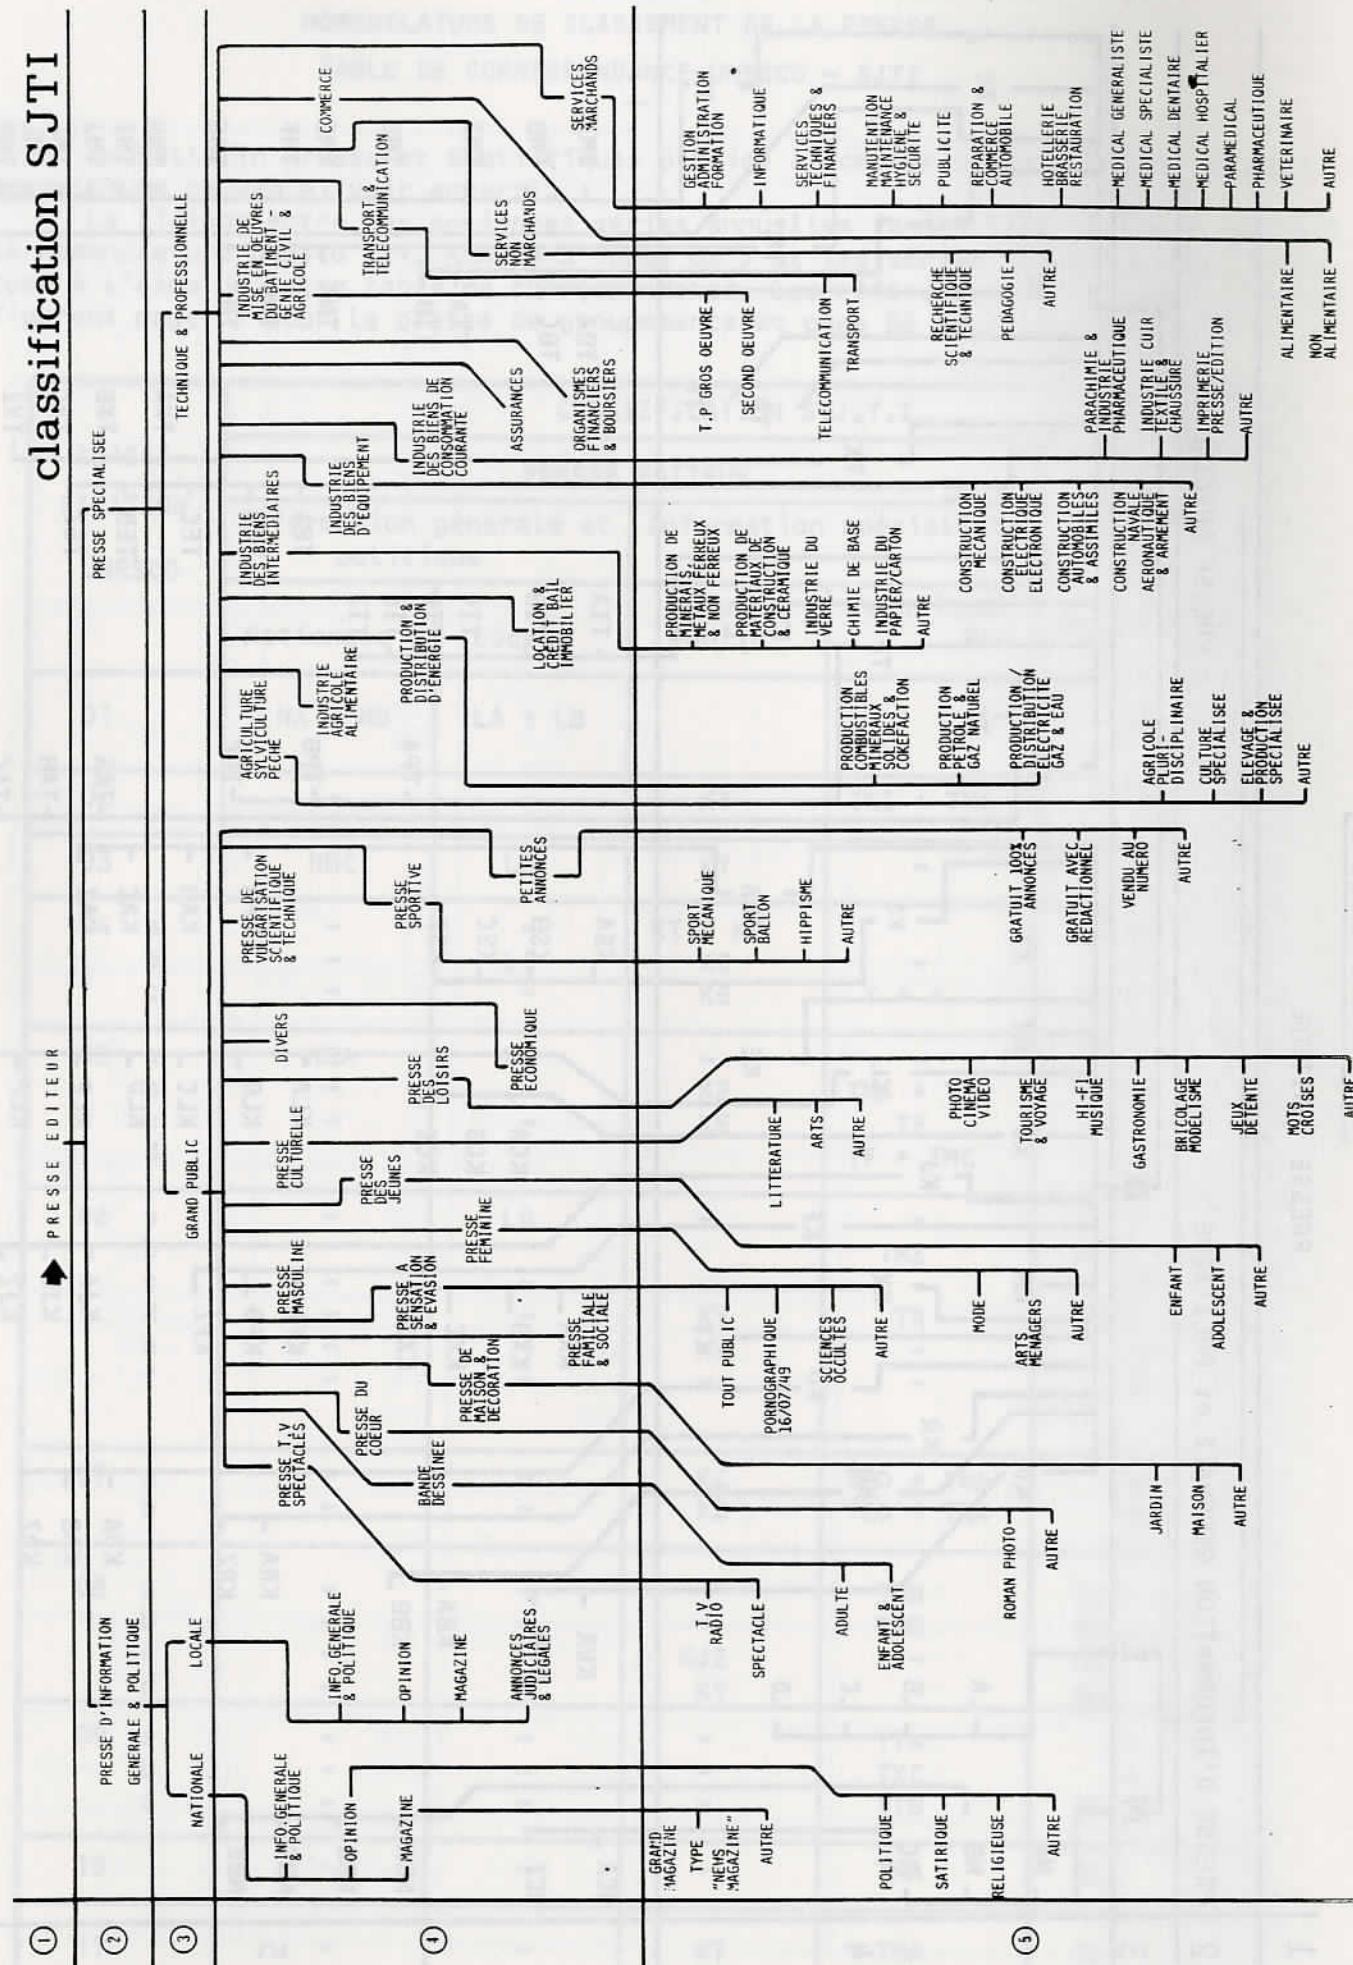 classification SJTI
1
PRESSE EDITEUR
2
PRESSE D'INFORMATION
GENERALE & POLITIQUE
PRESSE SPECIALISEE
3
NATIONALE
LOCALE
GRAND PUBLIC
TECHNIQUE & PROFESSIONNELLE
4
INFO.GENERALE
& POLITIQUE
OPINION
MAGAZINE
INFO.GENERALE
& POLITIQUE
OPINION
MAGAZINE
ANNONCES
JUDICIAIRES
& LEGALES
PRESSE T.V
SPECTACLES
BANDE
DESSINEE
PRESSE DU
COEUR
PRESSE DE
MAISON &
DECORATION
PRESSE
FAMILIALE
& SOCIALE
PRESSE A
SENSATION
& EVASION
PRESSE
MASCULINE
PRESSE
FEMININE
PRESSE
DES
JEUNES
PRESSE
CULTURELLE
PRESSE
DES
LOISIRS
DIVERS
PRESSE
ECONOMIQUE
PRESSE DE
VULGARISATION
SCIENTIFIQUE
& TECHNIQUE
PRESSE
SPORTIVE
PETITES
ANNONCES
AGRICULTURE
SYLVICULTURE
PECHE
INDUSTRIE
AGRICOLE
ALIMENTAIRE
PRODUCTION &
DISTRIBUTION
D'ENERGIE
LOCATION &
CREDIT BAIL
IMMOBILIER
INDUSTRIE
DES BIENS
INTERMEDIAIRES
INDUSTRIE
DES BIENS
D'EQUIPEMENT
INDUSTRIE
DES BIENS DE
CONSOMMATION
COURANTE
ASSURANCES
ORGANISMES
FINANCIERS
& BOURSIERS
INDUSTRIE DE
MISE EN OEUVRES
DU BATIMENT -
GENIE CIVIL &
AGRICOLE
TRANSPORT &
TELECOMMUNICATION
SERVICES
NON
MARCHANDS
COMMERCE
SERVICES
MARCHANDS
5
GRAND
MAGAZINE
TYPE
"NEWS
MAGAZINE"
AUTRE
POLITIQUE
SATIRIQUE
RELIGIEUSE
AUTRE
T.V
RADIO
SPECTACLE
ADULTE
ENFANT &
ADOLESCENT
ROMAN PHOTO
AUTRE
JARDIN
MAISON
AUTRE
TOUT PUBLIC
PORNOGRAPHIQUE
16/07/49
SCIENCES
OCCULTES
AUTRE
MODE
ARTS
MENAGERS
AUTRE
ENFANT
ADOLESCENT
AUTRE
LITTERATURE
ARTS
AUTRE
PHOTO
CINEMA
VIDEO
TOURISME
& VOYAGE
HI-FI
MUSIQUE
GASTRONOMIE
BRICOLAGE
MODELISME
JEUX
DETENTE
MOTS
CROISES
AUTRE
SPORT
MECANIQUE
SPORT
BALLON
HIPPISME
AUTRE
GRATUIT 100%
ANNONCES
GRATUIT AVEC
REDACTIONNEL
VENDU AU
NUMERO
AUTRE
AGRICOLE
PLURI-
DISCIPLINAIRE
CULTURE
SPECIALISEE
ELEVAGE &
PRODUCTION
SPECIALISEE
AUTRE
PRODUCTION
COMBUSTIBLES
MINERAUX
SOLIDES &
COKEFACTION
PRODUCTION
PETROLE &
GAZ NATUREL
PRODUCTION/
DISTRIBUTION
ELECTRICITE
GAZ & EAU
PRODUCTION DE
MINERAIS,
METAUX FERREUX
& NON FERREUX
PRODUCTION DE
MATERIAUX DE
CONSTRUCTION
& CERAMIQUE
INDUSTRIE DU
VERRE
CHIMIE DE BASE
INDUSTRIE DU
PAPIER/CARTON
AUTRE
CONSTRUCTION
MECANIQUE
CONSTRUCTION
ELECTRIQUE
ELECTRONIQUE
CONSTRUCTION
AUTOMOBILES
& ASSIMILES
CONSTRUCTION
NAVALE
AERONAUTIQUE
& ARMEMENT
AUTRE
PARACHIMIE &
INDUSTRIE
PHARMACEUTIQUE
INDUSTRIE CUIR
TEXTILE &
CHAUSSURE
IMPRIMERIE
PRESSE/EDITION
AUTRE
T.P GROS OEUVRE
SECOND OEUVRE
TELECOMMUNICATION
TRANSPORT
RECHERCHE
SCIENTIFIQUE
& TECHNIQUE
PEDAGOGIE
AUTRE
ALIMENTAIRE
NON
ALIMENTAIRE
GESTION
ADMINISTRATION
FORMATION
INFORMATIQUE
SERVICES
TECHNIQUES &
FINANCIERS
MANUTENTION
MAINTENANCE
HYGIENE &
SECURITE
PUBLICITE
REPARATION &
COMMERCE
AUTOMOBILE
HOTELLERIE
BRASSERIE
RESTAURATION
MEDICAL GENERALISTE
MEDICAL SPECIALISTE
MEDICAL DENTAIRE
MEDICAL HOSPITALIER
PARAMEDICAL
PHARMACEUTIQUE
VETERINAIRE
AUTRE